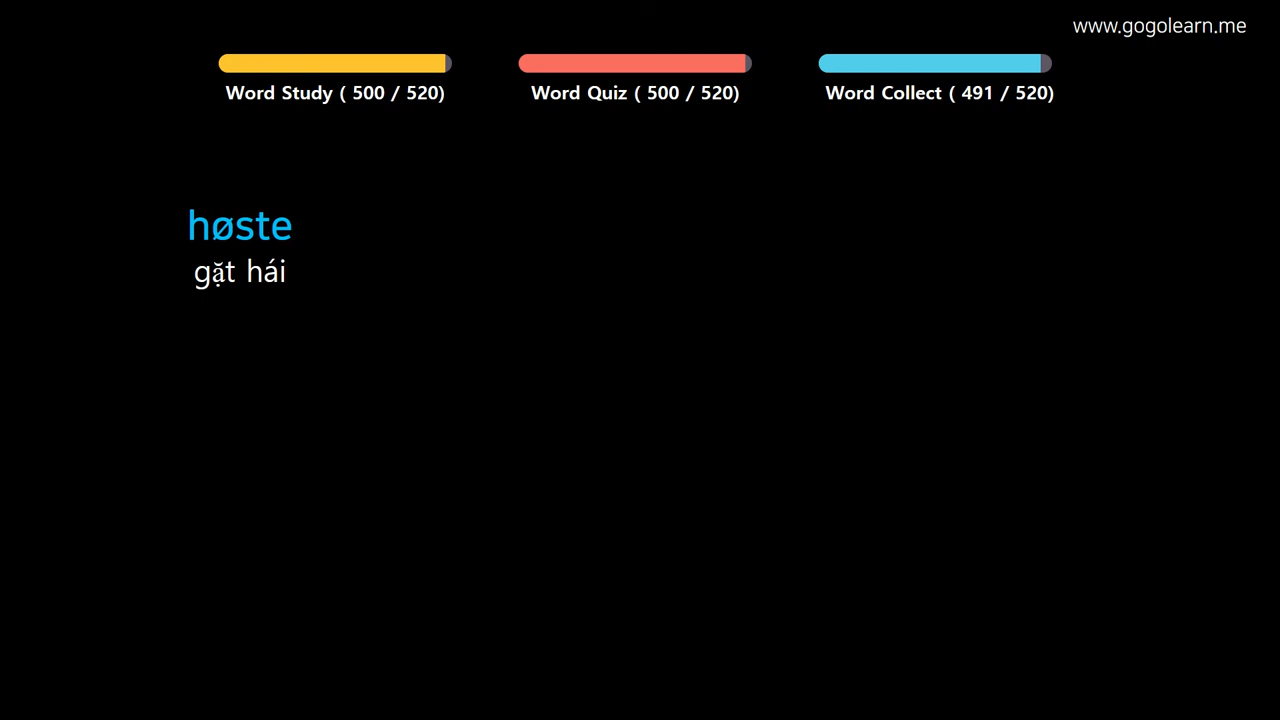 www.gogolearn.me
Word Study ( 500 / 520)
Word Quiz ( 500 / 520)
Word Collect ( 491 / 520)
høste
gặt hái